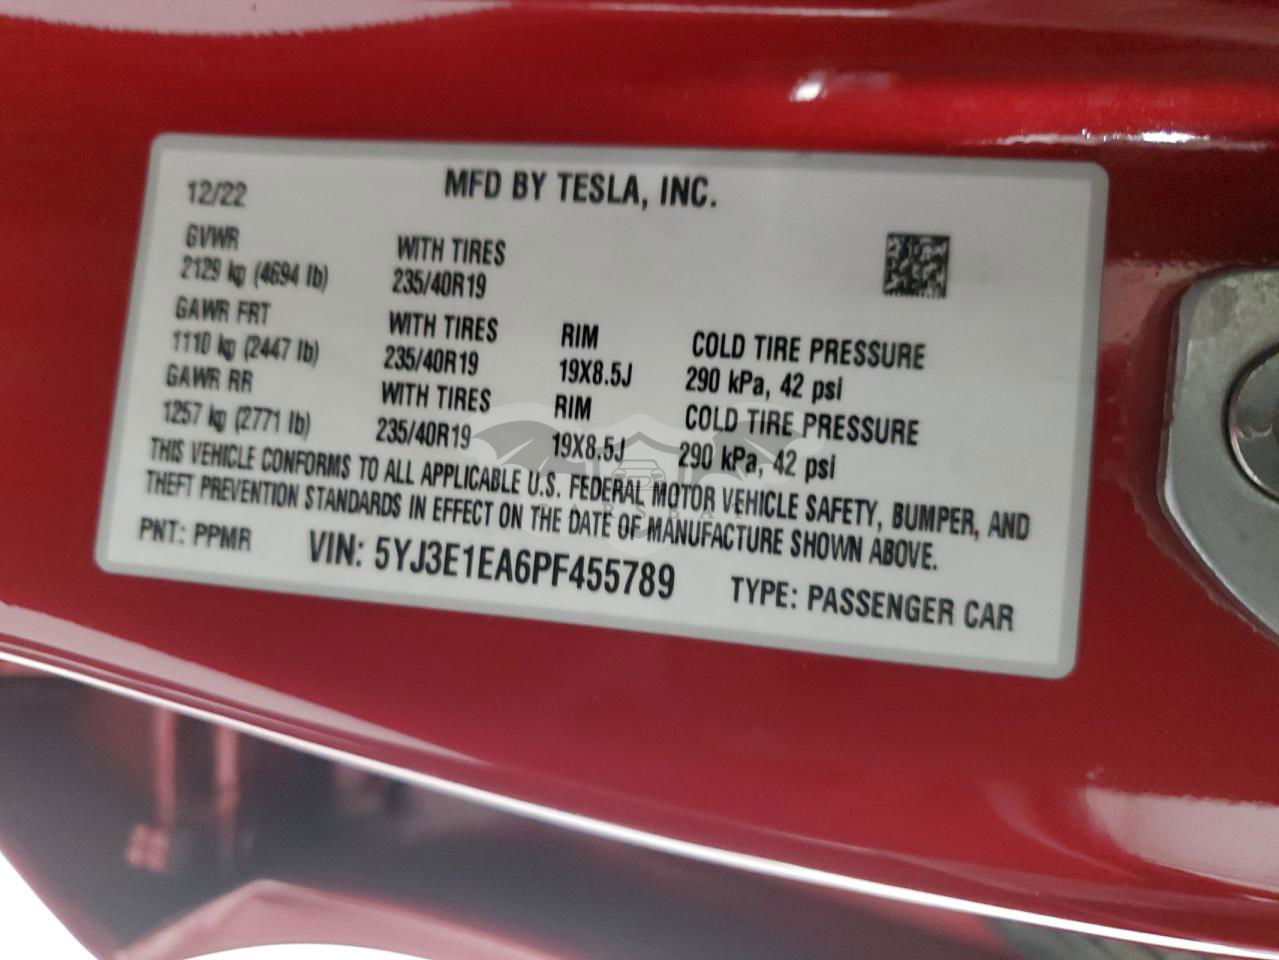 12/22
MFD BY TESLA, INC.
GVWR
2129 kg (4694 lb)
WITH TIRES
235/40R19
GAWR FRT
1110 kg (2447 lb)
WITH TIRES
235/40R19
RIM
19X8.5J
COLD TIRE PRESSURE
290 kPa, 42 psi
GAWR RR
1257 kg (2771 lb)
WITH TIRES
235/40R19
RIM
19X8.5J
COLD TIRE PRESSURE
290 kPa, 42 psi
THIS VEHICLE CONFORMS TO ALL APPLICABLE U.S. FEDERAL MOTOR VEHICLE SAFETY, BUMPER, AND
THEFT PREVENTION STANDARDS IN EFFECT ON THE DATE OF MANUFACTURE SHOWN ABOVE.
PNT: PPMR
VIN: 5YJ3E1EA6PF455789
TYPE: PASSENGER CAR